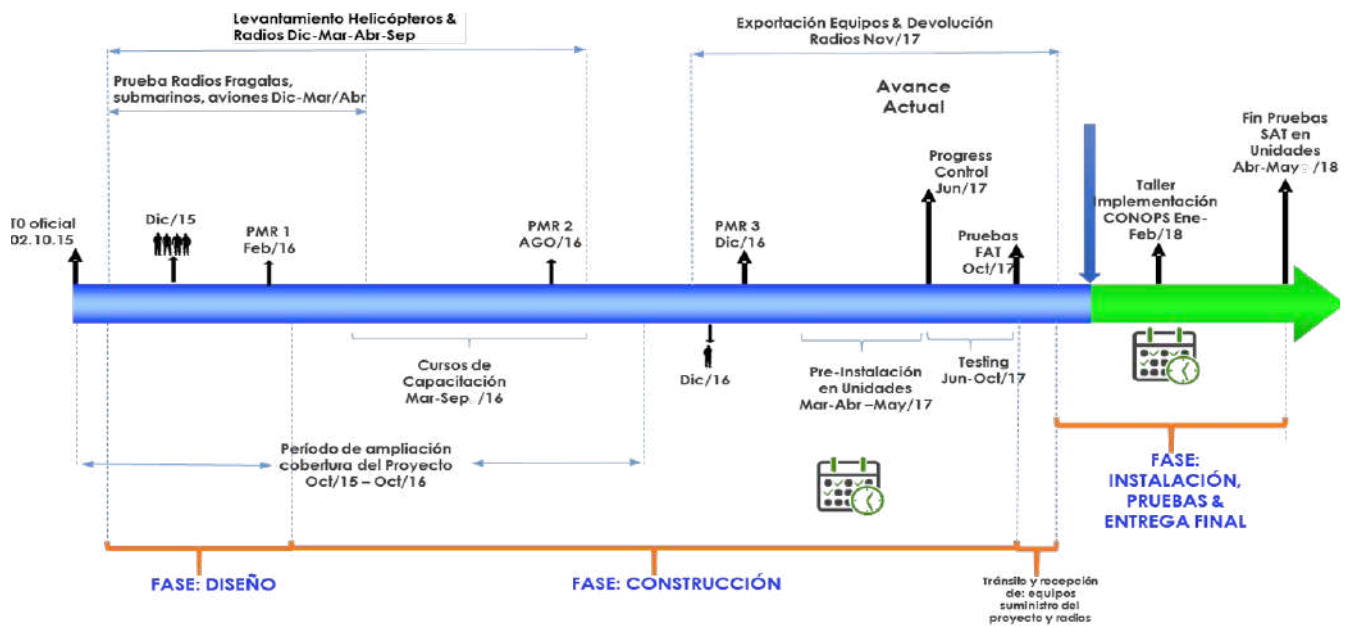 Levantamiento Helicópteros &
Radios Dic-Mar-Abr-Sep
Exportación Equipos & Devolución
Radios Nov/17
Prueba Radios Fragatas,
submarinos, aviones Dic-Mar/Abr
Avance
Actual
Fin Pruebas
SAT en
Unidades
Abr-May /18
Progress
Control
Jun/17
Taller
Implementación
CONOPS Ene-
Feb/18
T0 oficial
02.10.15
Dic/15
PMR 1
Feb/16
PMR 2
AGO/16
PMR 3
Dic/16
Pruebas
FAT
Oct/17
Cursos de
Capacitación
Mar-Sep /16
Dic/16
Pre-Instalación
en Unidades
Mar-Abr –May/17
Testing
Jun-Oct/17
Período de ampliación
cobertura del Proyecto
Oct/15 – Oct/16
FASE:
INSTALACIÓN,
PRUEBAS &
ENTREGA FINAL
FASE: DISEÑO
FASE: CONSTRUCCIÓN
Tránsito y recepción
de: equipos
suministro del
proyecto y radios